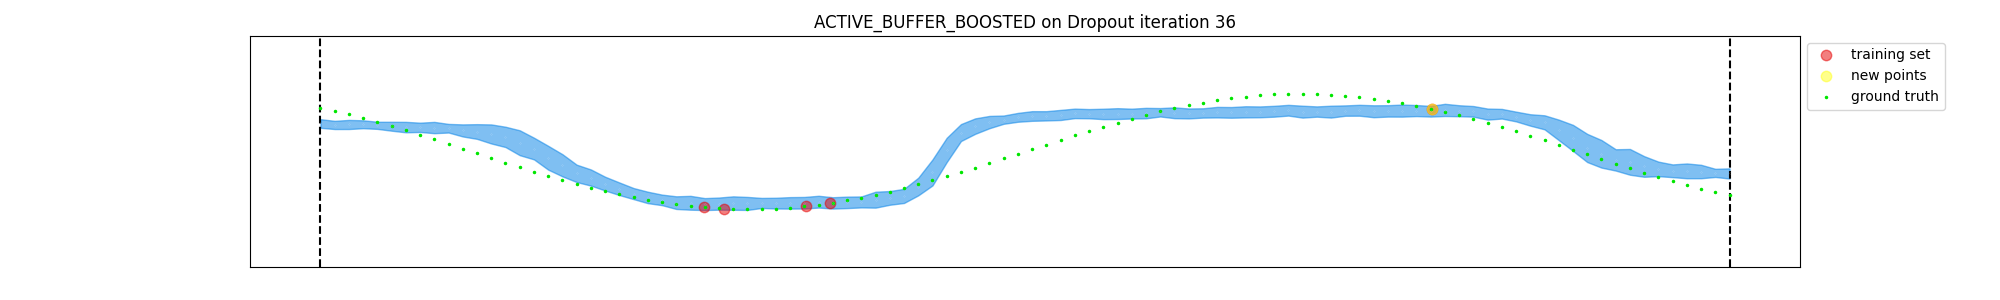 ACTIVE_BUFFER_BOOSTED on Dropout iteration 36
training set
new points
ground truth